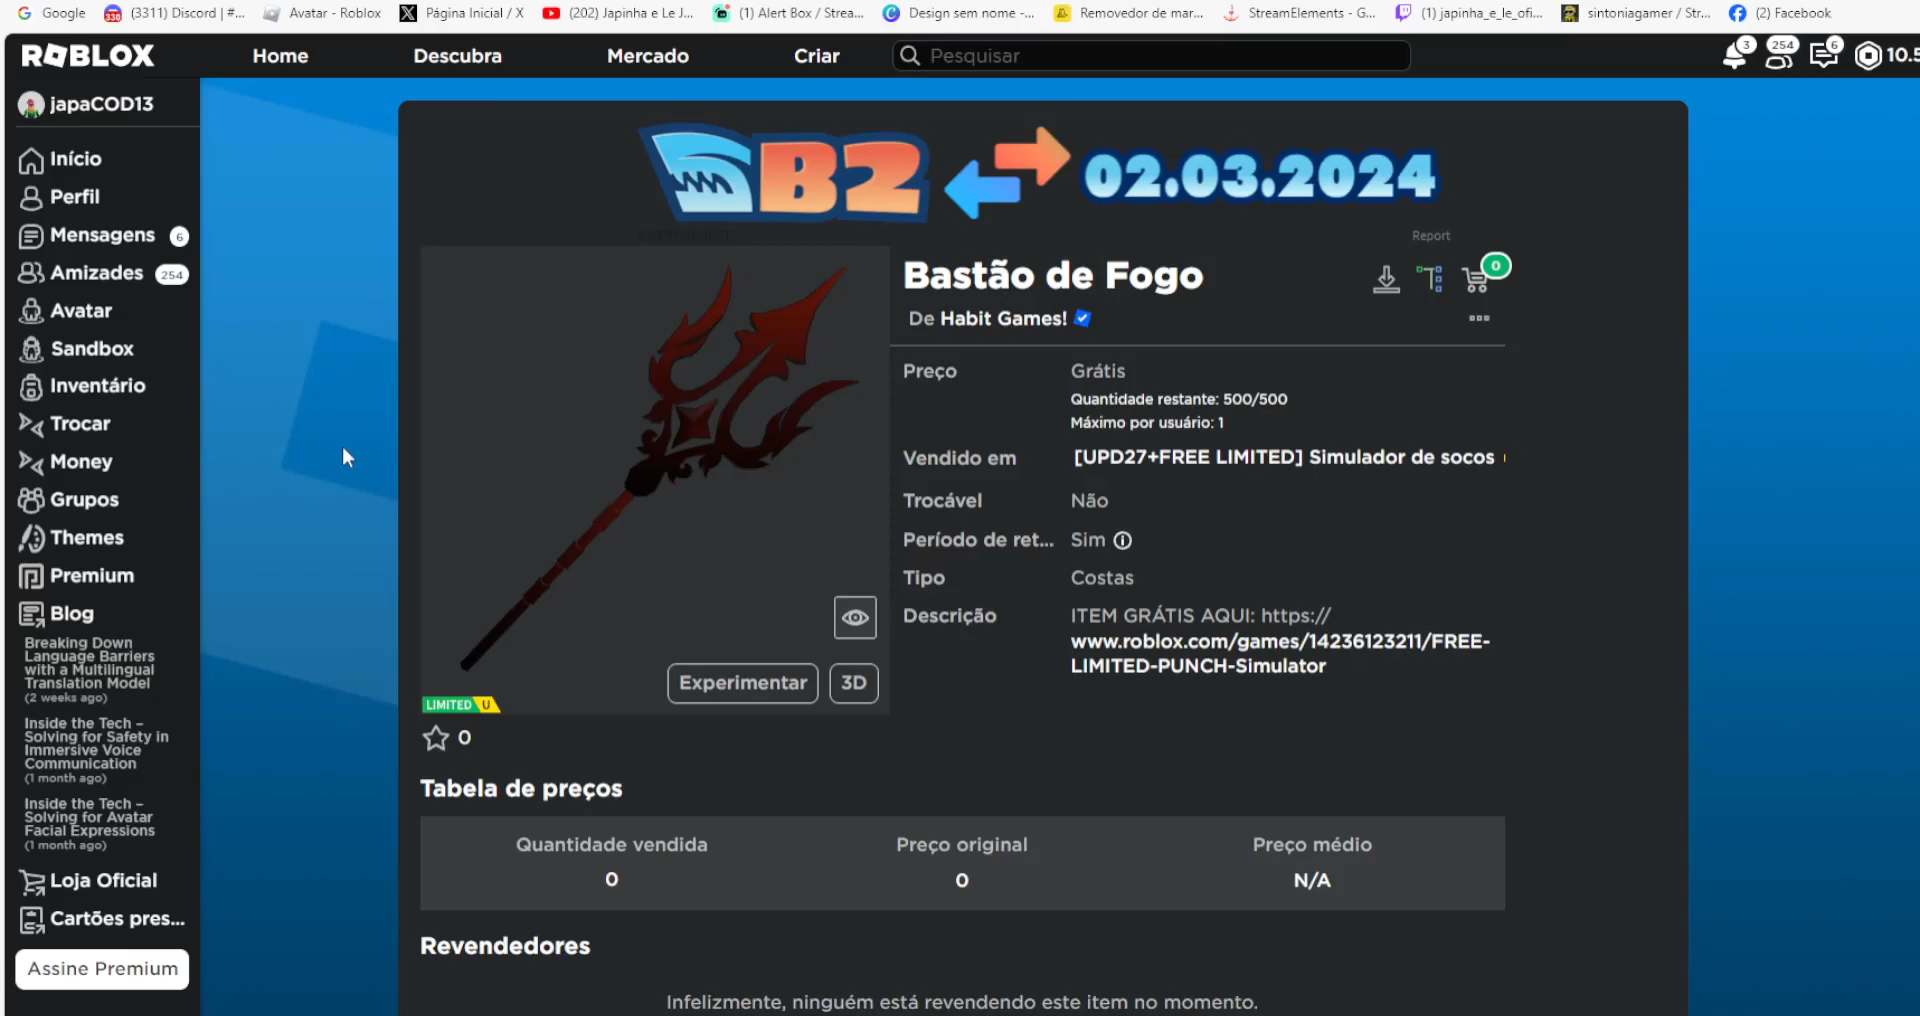 Google
(3311) Discord | #...
Avatar - Roblox
Página Inicial / X
(202) Japinha e Le J...
(1) Alert Box / Strea...
Design sem nome -...
Removedor de mar...
StreamElements - G...
(1) japinha_e_le_ofi...
sintoniagamer / Str...
(2) Facebook
ROBLOX
Home
Descubra
Mercado
Criar
Pesquisar
3
254
6
10.5
japaCOD13
Início
Perfil
Mensagens 6
Amizades 254
Avatar
Sandbox
Inventário
Trocar
Money
Grupos
Themes
Premium
Blog
Breaking Down
Language Barriers
with a Multilingual
Translation Model
(2 weeks ago)
Inside the Tech –
Solving for Safety in
Immersive Voice
Communication
(1 month ago)
Inside the Tech –
Solving for Avatar
Facial Expressions
(1 month ago)
Loja Oficial
Cartões pres...
Assine Premium
B2 02.03.2024
Report
Bastão de Fogo
0
De Habit Games!
Preço Grátis
Quantidade restante: 500/500
Máximo por usuário: 1
Vendido em [UPD27+FREE LIMITED] Simulador de socos
Trocável Não
Período de ret... Sim
Tipo Costas
Descrição ITEM GRÁTIS AQUI: https://
www.roblox.com/games/14236123211/FREE-
LIMITED-PUNCH-Simulator
Experimentar
3D
LIMITED U
0
Tabela de preços
Quantidade vendida Preço original Preço médio
0 0 N/A
Revendedores
Infelizmente, ninguém está revendendo este item no momento.